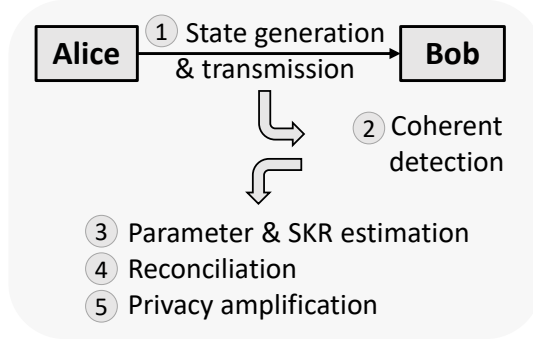 Alice
1 State generation
& transmission
Bob
2 Coherent
detection
3 Parameter & SKR estimation
4 Reconciliation
5 Privacy amplification